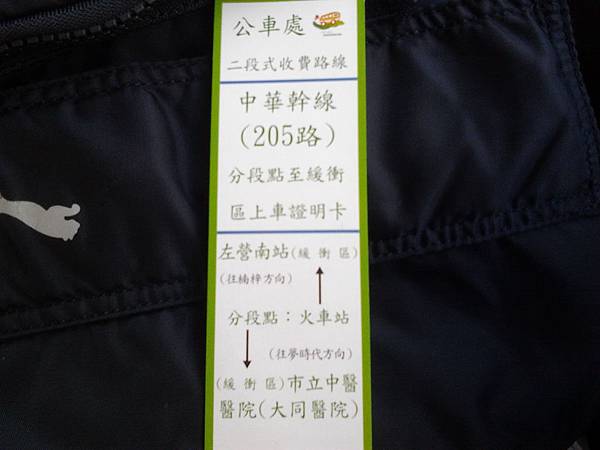 公車處
二段式收費路線
中華幹線
(205路)
分段點至緩衝
區上車證明卡
左營南站(緩衝區)
(往楠梓方向)
分段點：火車站
(往夢時代方向)
(緩衝區)市立中醫
醫院(大同醫院)